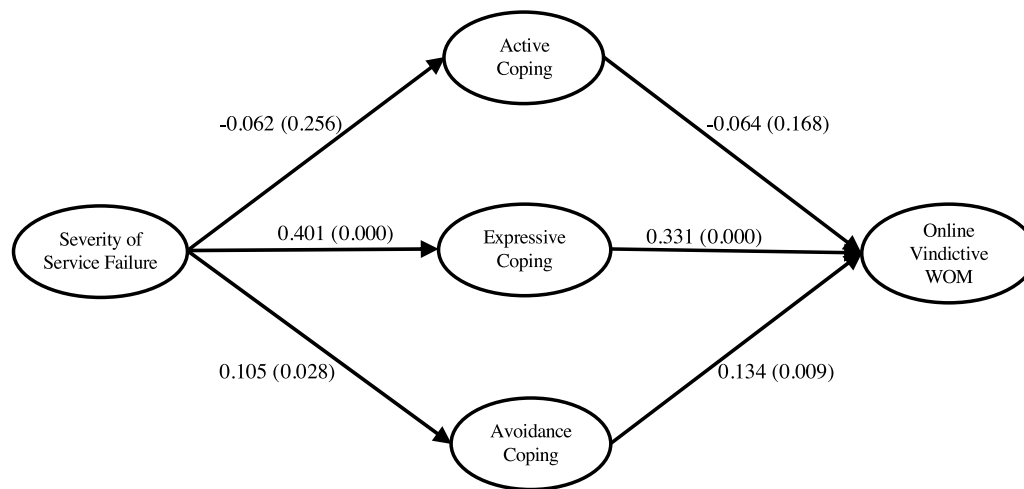 Active
Coping
-0.062 (0.256)
-0.064 (0.168)
Severity of
Service Failure
0.401 (0.000)
Expressive
Coping
0.331 (0.000)
Online
Vindictive
WOM
0.105 (0.028)
0.134 (0.009)
Avoidance
Coping